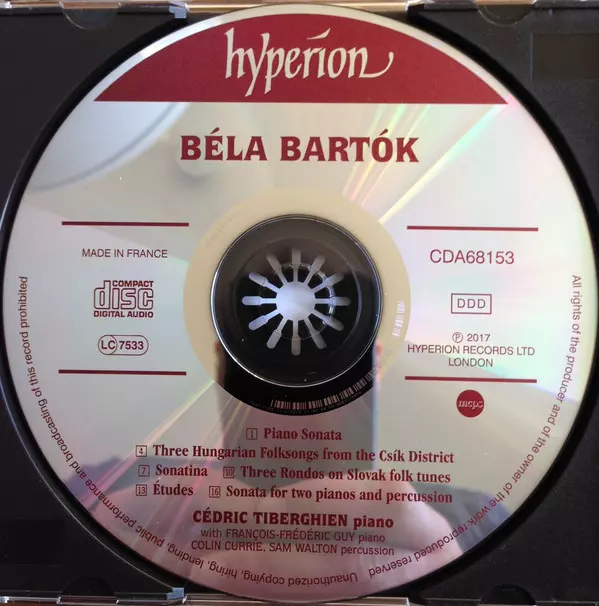 hyperion
BÉLA BARTÓK
MADE IN FRANCE
CDA68153
COMPACT
disc
DIGITAL AUDIO
DDD
LC 7533
℗ 2017
HYPERION RECORDS LTD
LONDON
mcps
1 Piano Sonata
4 Three Hungarian Folksongs from the Csík District
7 Sonatina 10 Three Rondos on Slovak folk tunes
13 Études 16 Sonata for two pianos and percussion
CÉDRIC TIBERGHIEN piano
with FRANÇOIS-FRÉDÉRIC GUY piano
COLIN CURRIE, SAM WALTON percussion
All rights of the producer and of the owner of the work reproduced reserved
Unauthorized copying, hiring, lending, public performance and broadcasting of this record prohibited